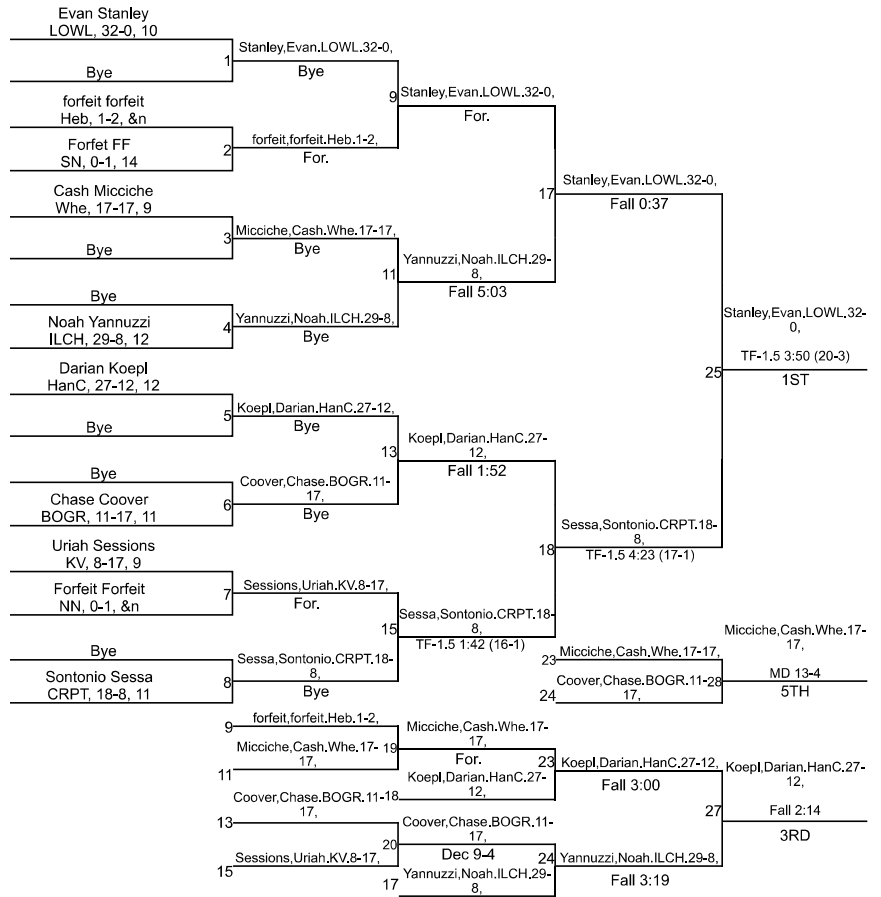 Evan Stanley
LOWL, 32-0, 10
1
Bye
forfeit forfeit
Heb, 1-2, &n
2
Forfet FF
SN, 0-1, 14
Cash Micciche
Whe, 17-17, 9
3
Bye
Bye
4
Noah Yannuzzi
ILCH, 29-8, 12
Darian Koepl
HanC, 27-12, 12
5
Bye
Bye
6
Chase Coover
BOGR, 11-17, 11
Uriah Sessions
KV, 8-17, 9
7
Forfeit Forfeit
NN, 0-1, &n
Bye
8
Sontonio Sessa
CRPT, 18-8, 11
Stanley,Evan.LOWL.32-0,
Bye
9
forfeit,forfeit.Heb.1-2,
For.
Micciche,Cash.Whe.17-17,
Bye
11
Yannuzzi,Noah.ILCH.29-8,
Bye
Koepl,Darian.HanC.27-12,
Bye
13
Coover,Chase.BOGR.11-
17,
Bye
Sessions,Uriah.KV.8-17,
For.
15
Sessa,Sontonio.CRPT.18-
8,
Bye
Stanley,Evan.LOWL.32-0,
For.
17
Yannuzzi,Noah.ILCH.29-
8,
Fall 5:03
Koepl,Darian.HanC.27-
12,
Fall 1:52
18
Sessa,Sontonio.CRPT.18-
8,
TF-1.5 1:42 (16-1)
Stanley,Evan.LOWL.32-0,
Fall 0:37
25
Sessa,Sontonio.CRPT.18-
8,
TF-1.5 4:23 (17-1)
Stanley,Evan.LOWL.32-
0,
TF-1.5 3:50 (20-3)
1ST
23
Micciche,Cash.Whe.17-17,
24
Coover,Chase.BOGR.11-
17,
28
Micciche,Cash.Whe.17-
17,
MD 13-4
5TH
9
forfeit,forfeit.Heb.1-2,
11
Micciche,Cash.Whe.17-
17,
19
13
Coover,Chase.BOGR.11-
17,
15
Sessions,Uriah.KV.8-17,
20
Micciche,Cash.Whe.17-
17,
For.
18
Koepl,Darian.HanC.27-
12,
23
Coover,Chase.BOGR.11-
17,
Dec 9-4
17
Yannuzzi,Noah.ILCH.29-
8,
24
Koepl,Darian.HanC.27-12,
Fall 3:00
27
Yannuzzi,Noah.ILCH.29-8,
Fall 3:19
Koepl,Darian.HanC.27-
12,
Fall 2:14
3RD